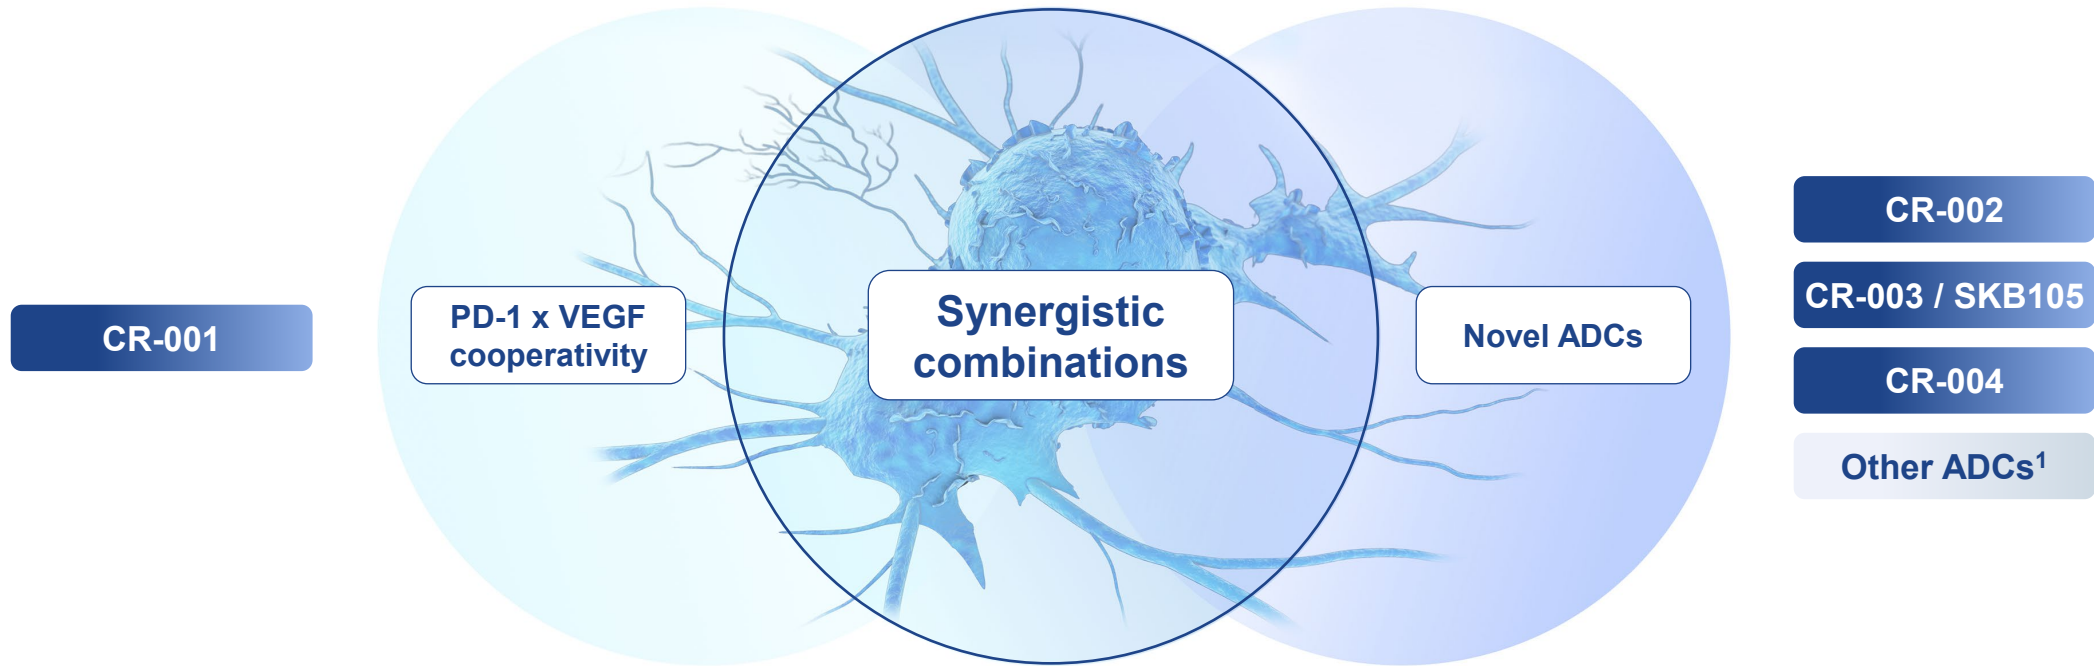 CR-001
PD-1 x VEGF
cooperativity
Synergistic
combinations
Novel ADCs
CR-002
CR-003 / SKB105
CR-004
Other ADCs¹